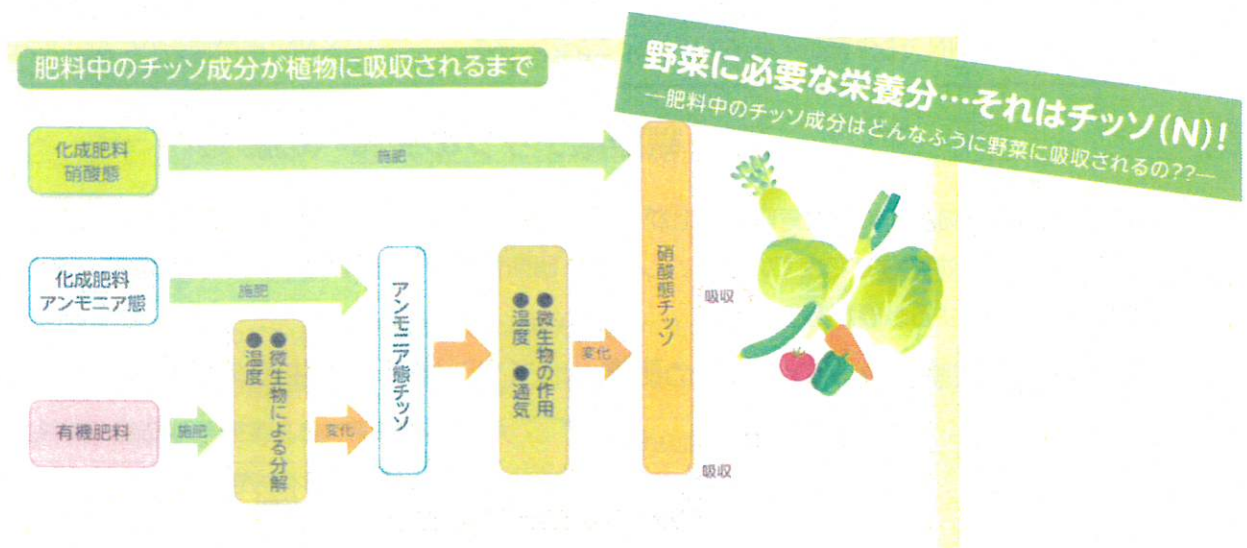 肥料中のチッソ成分が植物に吸収されるまで
野菜に必要な栄養分…それはチッソ(N)!
―肥料中のチッソ成分はどんなふうに野菜に吸収されるの??―
化成肥料
硝酸態
施肥
化成肥料
アンモニア態
施肥
有機肥料
施肥
●微生物による分解
●温度
変化
アンモニア態チッソ
●微生物の作用
●温度 ●通気
変化
硝酸態チッソ
吸収
吸収